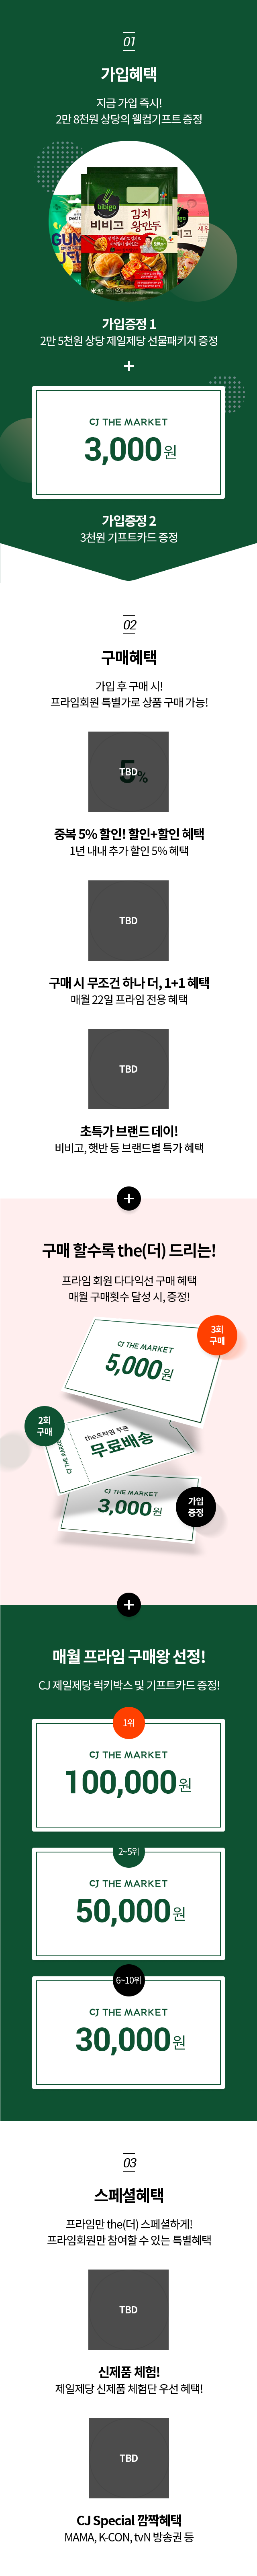 01
가입혜택
지금 가입 즉시!
2만 8천원 상당의 웰컴기프트 증정
bibigo
비비고
김치
왕만두
가입증정 1
2만 5천원 상당 제일제당 선물패키지 증정
+
CJ THE MARKET
3,000원
가입증정 2
3천원 기프트카드 증정
02
구매혜택
가입 후 구매 시!
프라임회원 특별가로 상품 구매 가능!
5%
TBD
중복 5% 할인! 할인+할인 혜택
1년 내내 추가 할인 5% 혜택
TBD
구매 시 무조건 하나 더, 1+1 혜택
매월 22일 프라임 전용 혜택
TBD
초특가 브랜드 데이!
비비고, 햇반 등 브랜드별 특가 혜택
+
구매 할수록 the(더) 드리는!
프라임 회원 다다익선 구매 혜택
매월 구매횟수 달성 시, 증정!
3회
구매
CJ THE MARKET
5,000원
2회
구매
the프라임 쿠폰
무료배송
CJ THE MARKET
CJ THE MARKET
3,000원
가입
증정
+
매월 프라임 구매왕 선정!
CJ 제일제당 럭키박스 및 기프트카드 증정!
1위
CJ THE MARKET
100,000원
2~5위
CJ THE MARKET
50,000원
6~10위
CJ THE MARKET
30,000원
03
스페셜혜택
프라임만 the(더) 스페셜하게!
프라임회원만 참여할 수 있는 특별혜택
TBD
신제품 체험!
제일제당 신제품 체험단 우선 혜택!
TBD
CJ Special 깜짝혜택
MAMA, K-CON, tvN 방송권 등